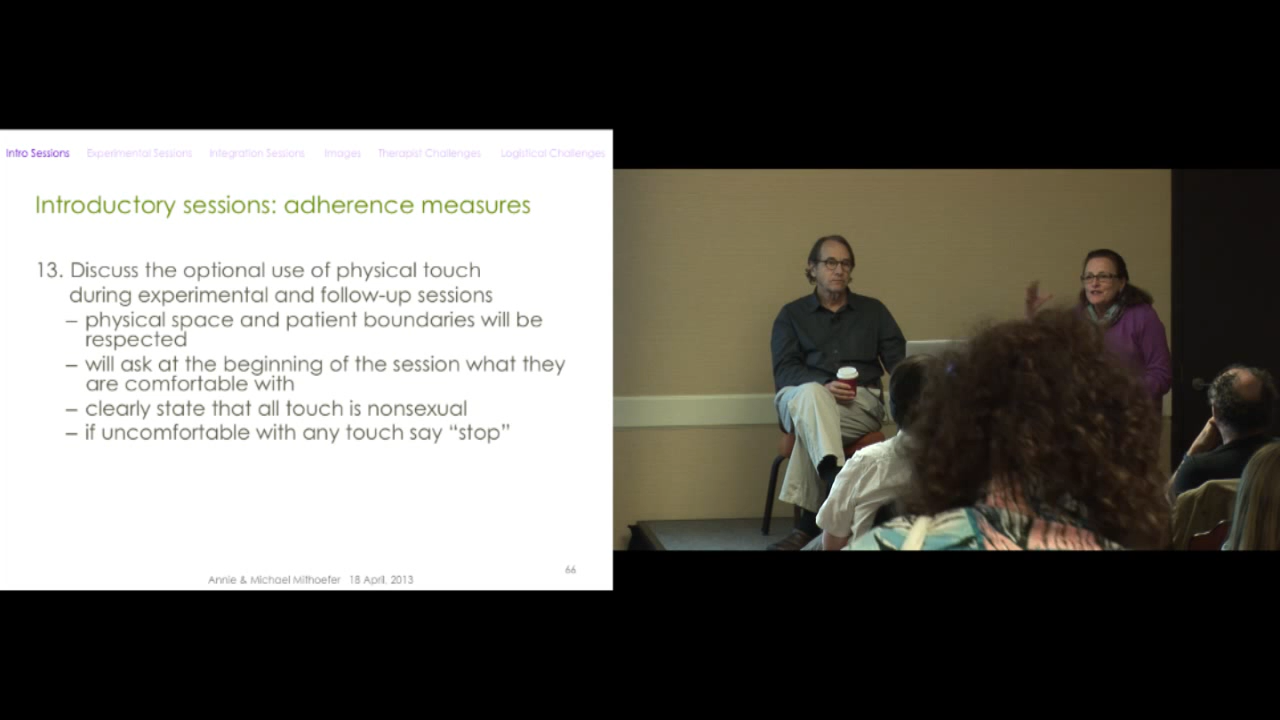 Intro Sessions Experimental Sessions Integration Sessions Images Therapist Challenges Logistical Challenges
Introductory sessions: adherence measures
13. Discuss the optional use of physical touch
during experimental and follow-up sessions
– physical space and patient boundaries will be
respected
– will ask at the beginning of the session what they
are comfortable with
– clearly state that all touch is nonsexual
– if uncomfortable with any touch say “stop”
66
Annie & Michael Mithoefer 18 April, 2013